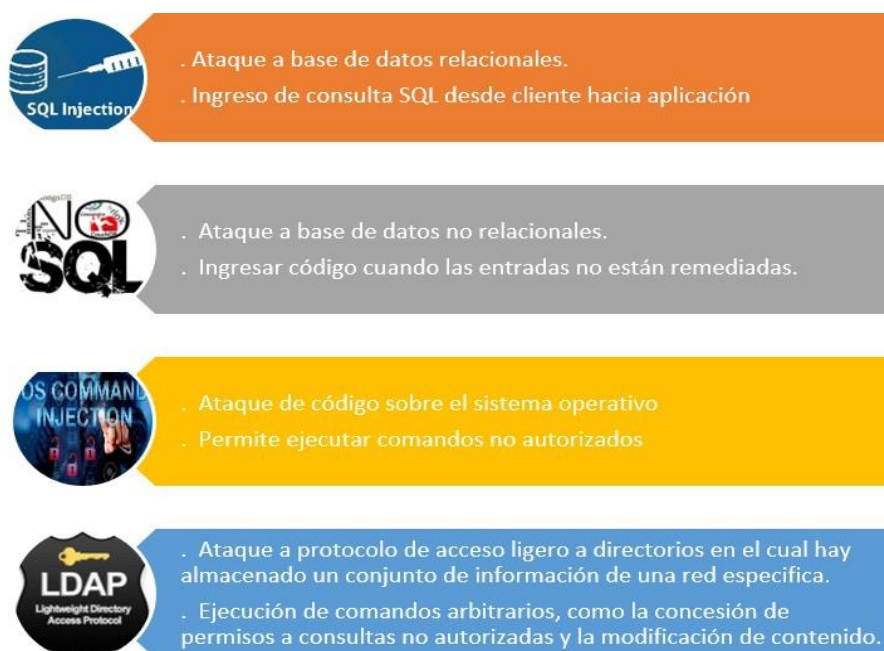 SQL Injection
. Ataque a base de datos relacionales.
. Ingreso de consulta SQL desde cliente hacia aplicación
NO
SQL
. Ataque a base de datos no relacionales.
. Ingresar código cuando las entradas no están remediadas.
OS COMMAND
INJECTION
. Ataque de código sobre el sistema operativo
. Permite ejecutar comandos no autorizados
LDAP
Lightweight Directory
Access Protocol
. Ataque a protocolo de acceso ligero a directorios en el cual hay
almacenado un conjunto de información de una red especifica.
. Ejecución de comandos arbitrarios, como la concesión de
permisos a consultas no autorizadas y la modificación de contenido.